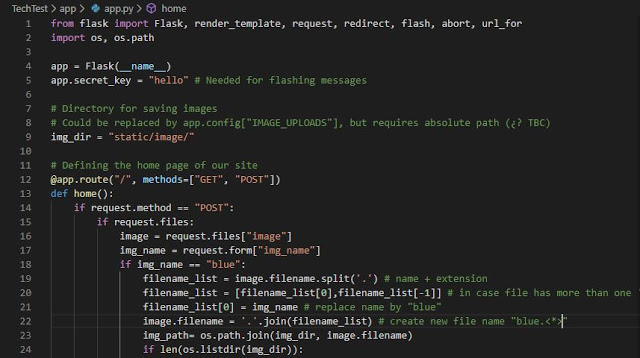 TechTest > app > app.py > home
1 from flask import Flask, render_template, request, redirect, flash, abort, url_for
2 import os, os.path
3
4 app = Flask(__name__)
5 app.secret_key = "hello" # Needed for flashing messages
6
7 # Directory for saving images
8 # Could be replaced by app.config["IMAGE_UPLOADS"], but requires absolute path (¿? TBC)
9 img_dir = "static/image/"
10
11 # Defining the home page of our site
12 @app.route("/", methods=["GET", "POST"])
13 def home():
14 if request.method == "POST":
15 if request.files:
16 image = request.files["image"]
17 img_name = request.form["img_name"]
18 if img_name == "blue":
19 filename_list = image.filename.split('.') # name + extension
20 filename_list = [filename_list[0],filename_list[-1]] # in case file has more than one '
21 filename_list[0] = img_name # replace name by "blue"
22 image.filename = '.'.join(filename_list) # create new file name "blue.<*>"
23 img_path= os.path.join(img_dir, image.filename)
24 if len(os.listdir(img_dir)):